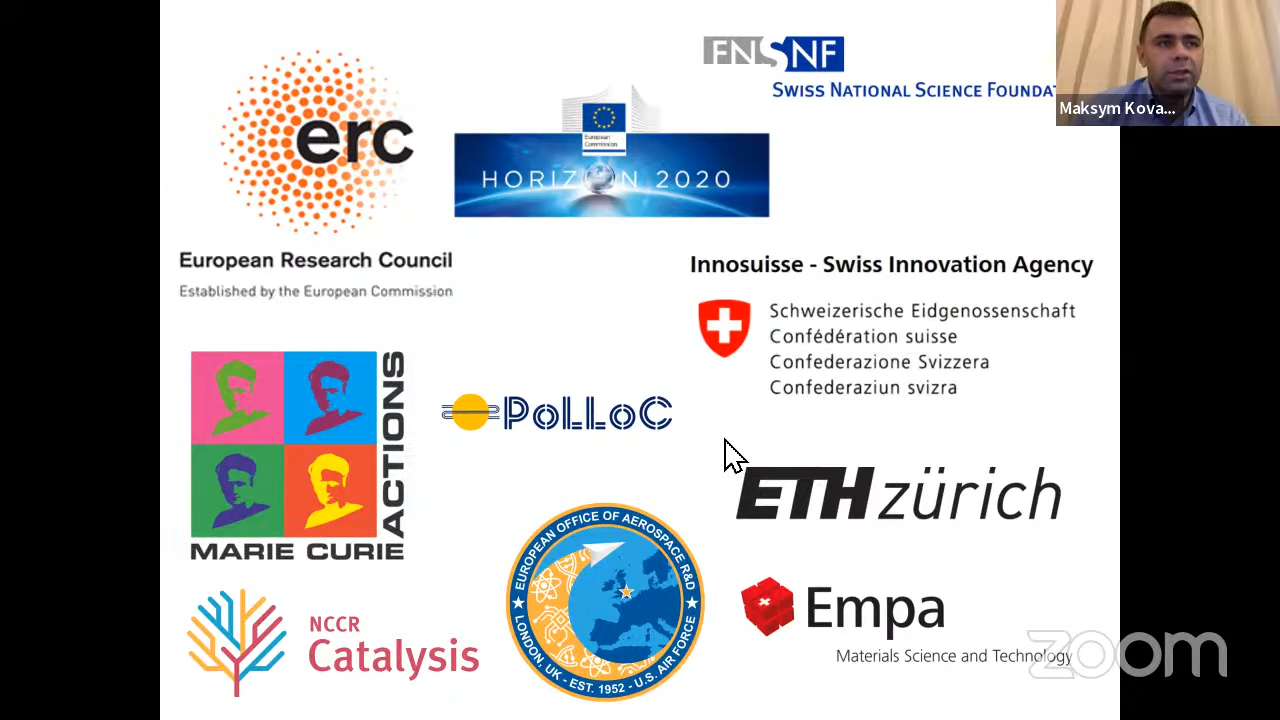 FNSNF
SWISS NATIONAL SCIENCE FOUNDAT
Maksym Kova...
erc
European Research Council
Established by the European Commission
European
Commission
HORIZON 2020
Innosuisse - Swiss Innovation Agency
Schweizerische Eidgenossenschaft
Confédération suisse
Confederazione Svizzera
Confederaziun svizra
MARIE CURIE
ACTIONS
PoLLoC
ETH zürich
NCCR
Catalysis
EUROPEAN OFFICE OF AEROSPACE R&D
LONDON, UK - EST. 1952 - U.S. AIR FORCE
Empa
Materials Science and Technology
zoom